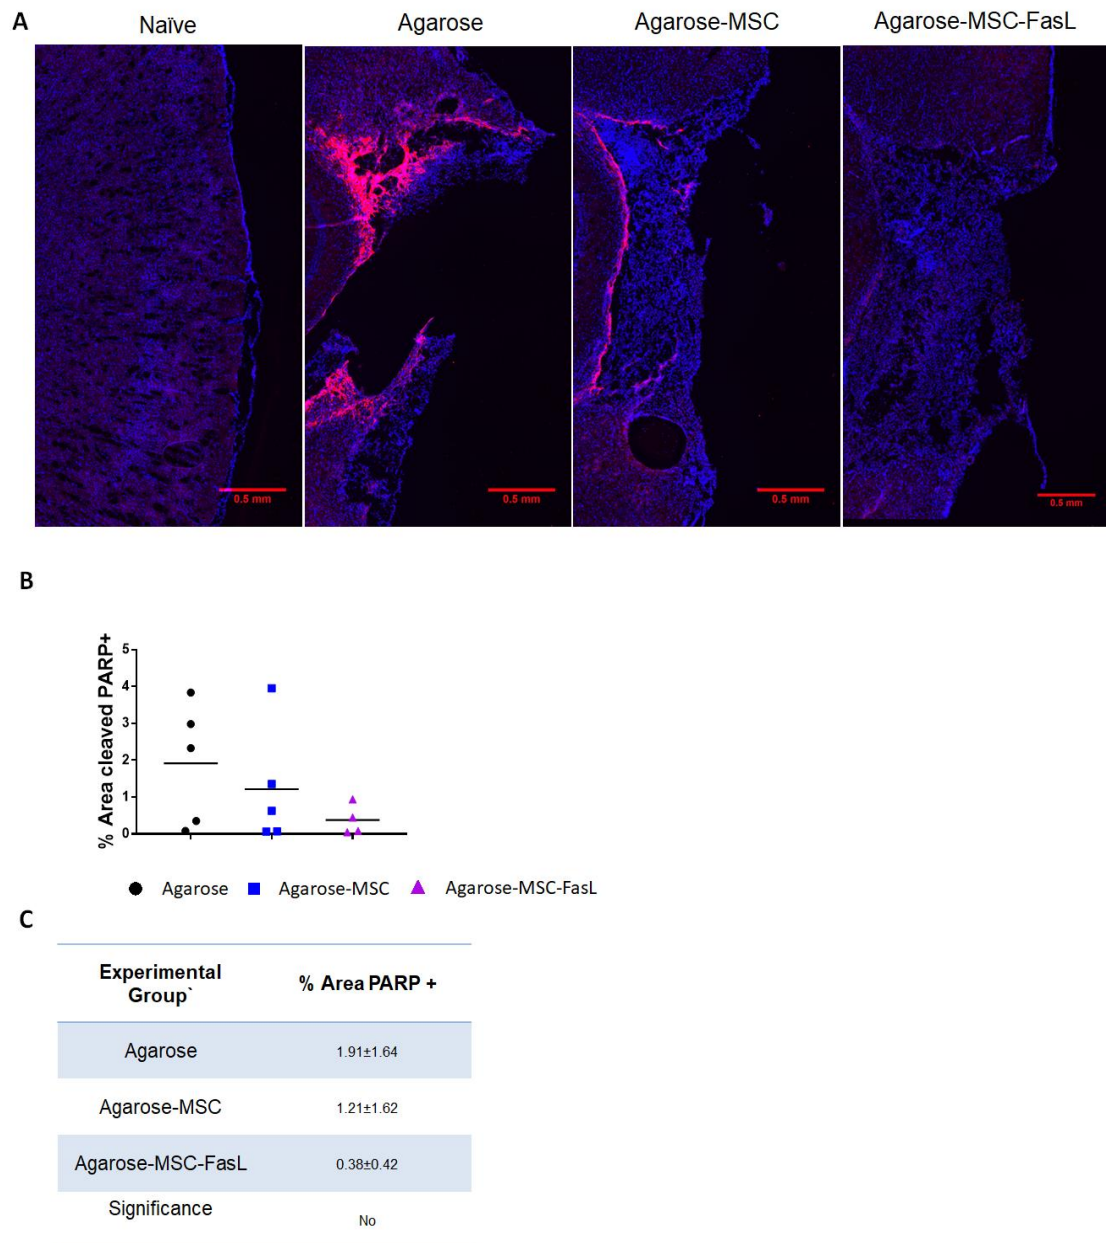 A
Naïve
Agarose
Agarose-MSC
Agarose-MSC-FasL
0.5 mm
0.5 mm
0.5 mm
0.5 mm
B
% Area cleaved PARP+
5
4
3
2
1
0
Agarose
Agarose-MSC
Agarose-MSC-FasL
C
Experimental
Group`
% Area PARP +
Agarose
1.91±1.64
Agarose-MSC
1.21±1.62
Agarose-MSC-FasL
0.38±0.42
Significance
No